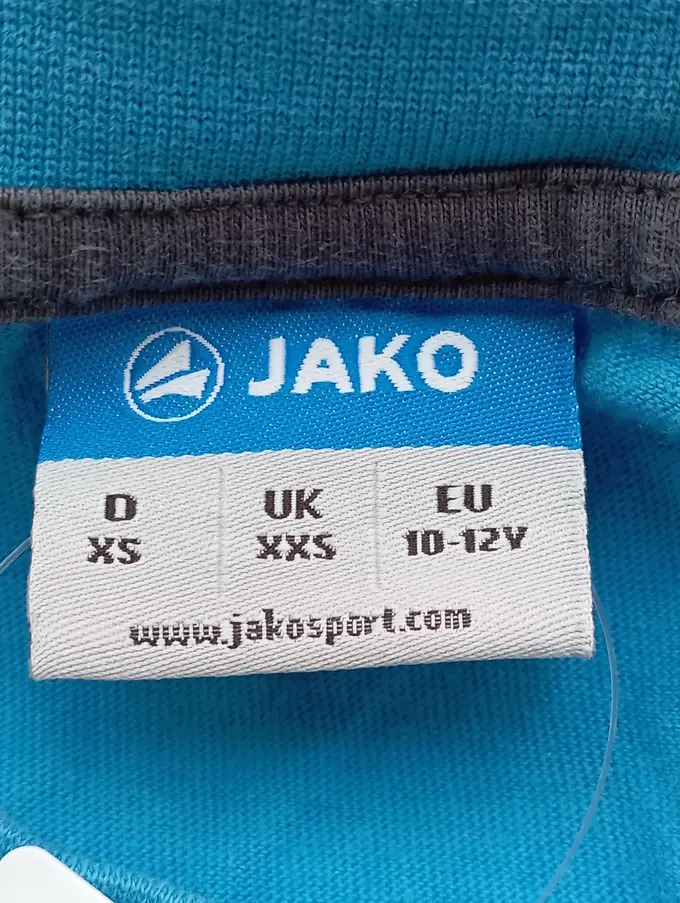 JAKO
D UK EU
XS XXS 10-12Y
www.jakosport.com